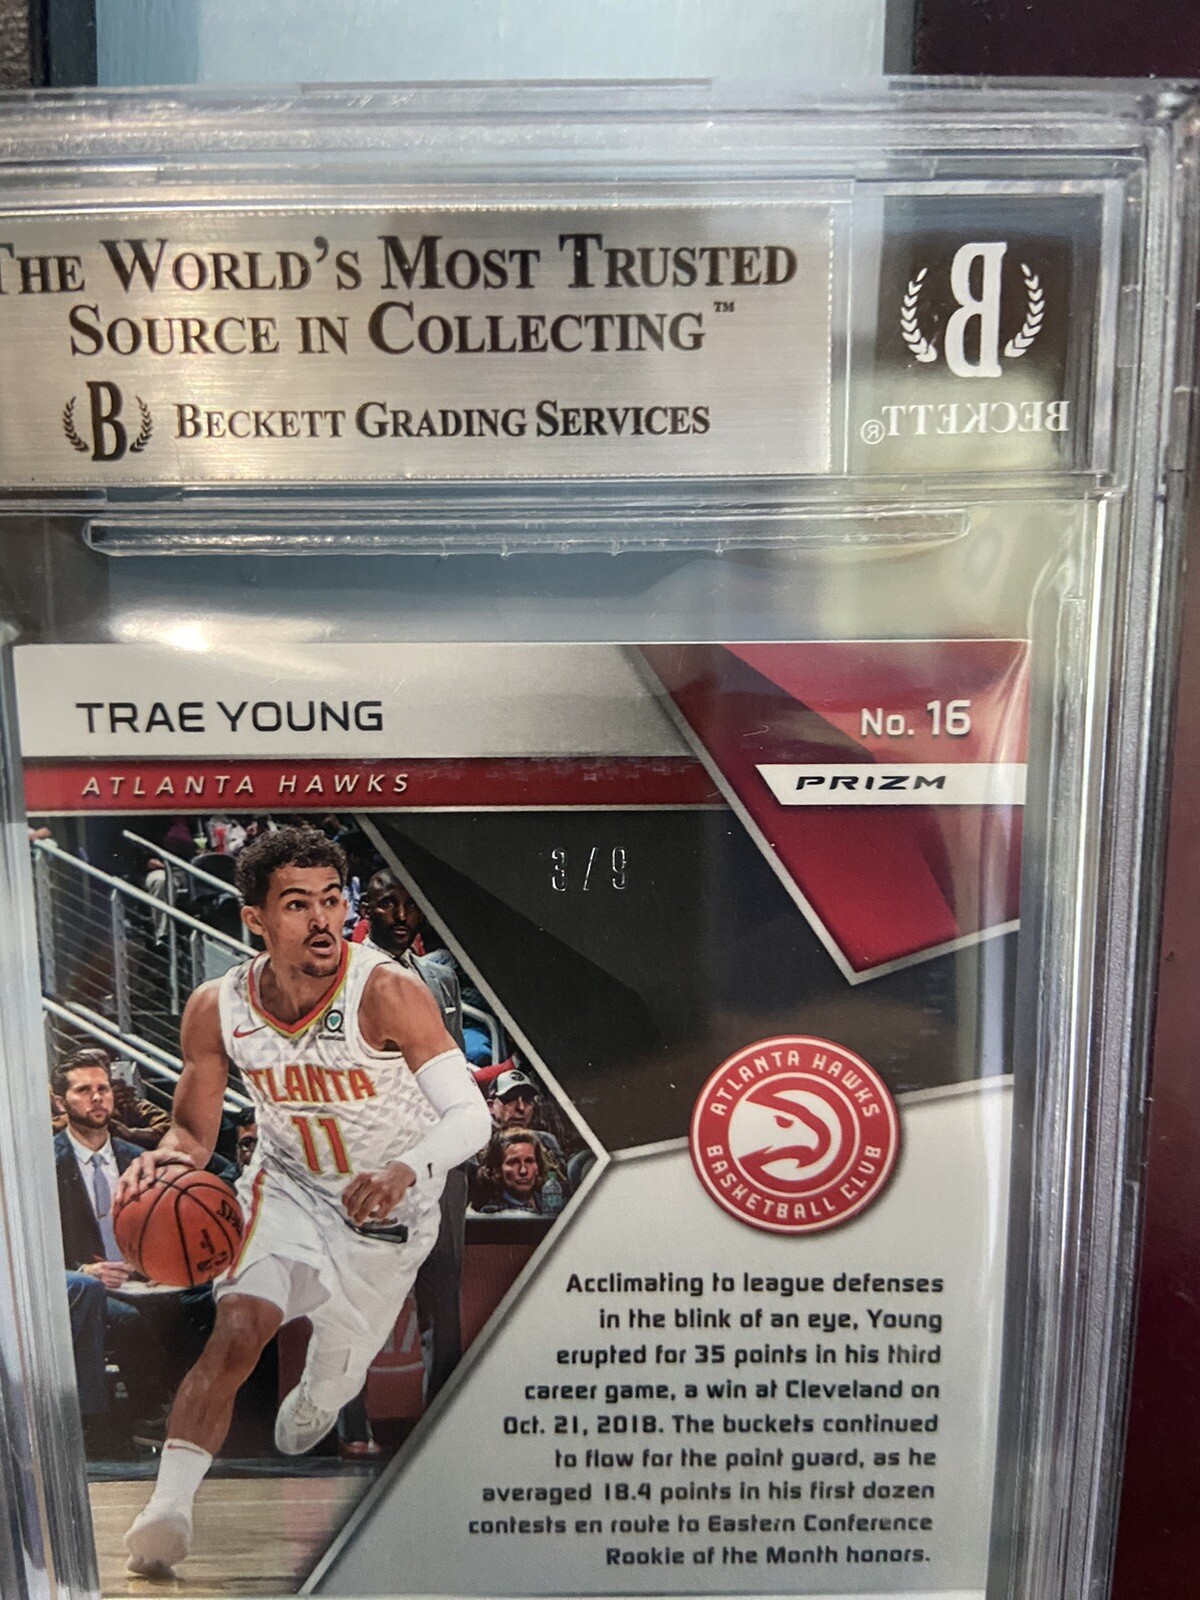 THE WORLD'S MOST TRUSTED
SOURCE IN COLLECTING™
B BECKETT GRADING SERVICES
B
BECKETT®
TRAE YOUNG
No. 16
ATLANTA HAWKS
PRIZM
3/9
ATLANTA
11
ATLANTA HAWKS
BASKETBALL CLUB
Acclimating to league defenses
in the blink of an eye, Young
erupted for 35 points in his third
career game, a win at Cleveland on
Oct. 21, 2018. The buckets continued
to flow for the point guard, as he
averaged 18.4 points in his first dozen
contests en route to Eastern Conference
Rookie of the Month honors.